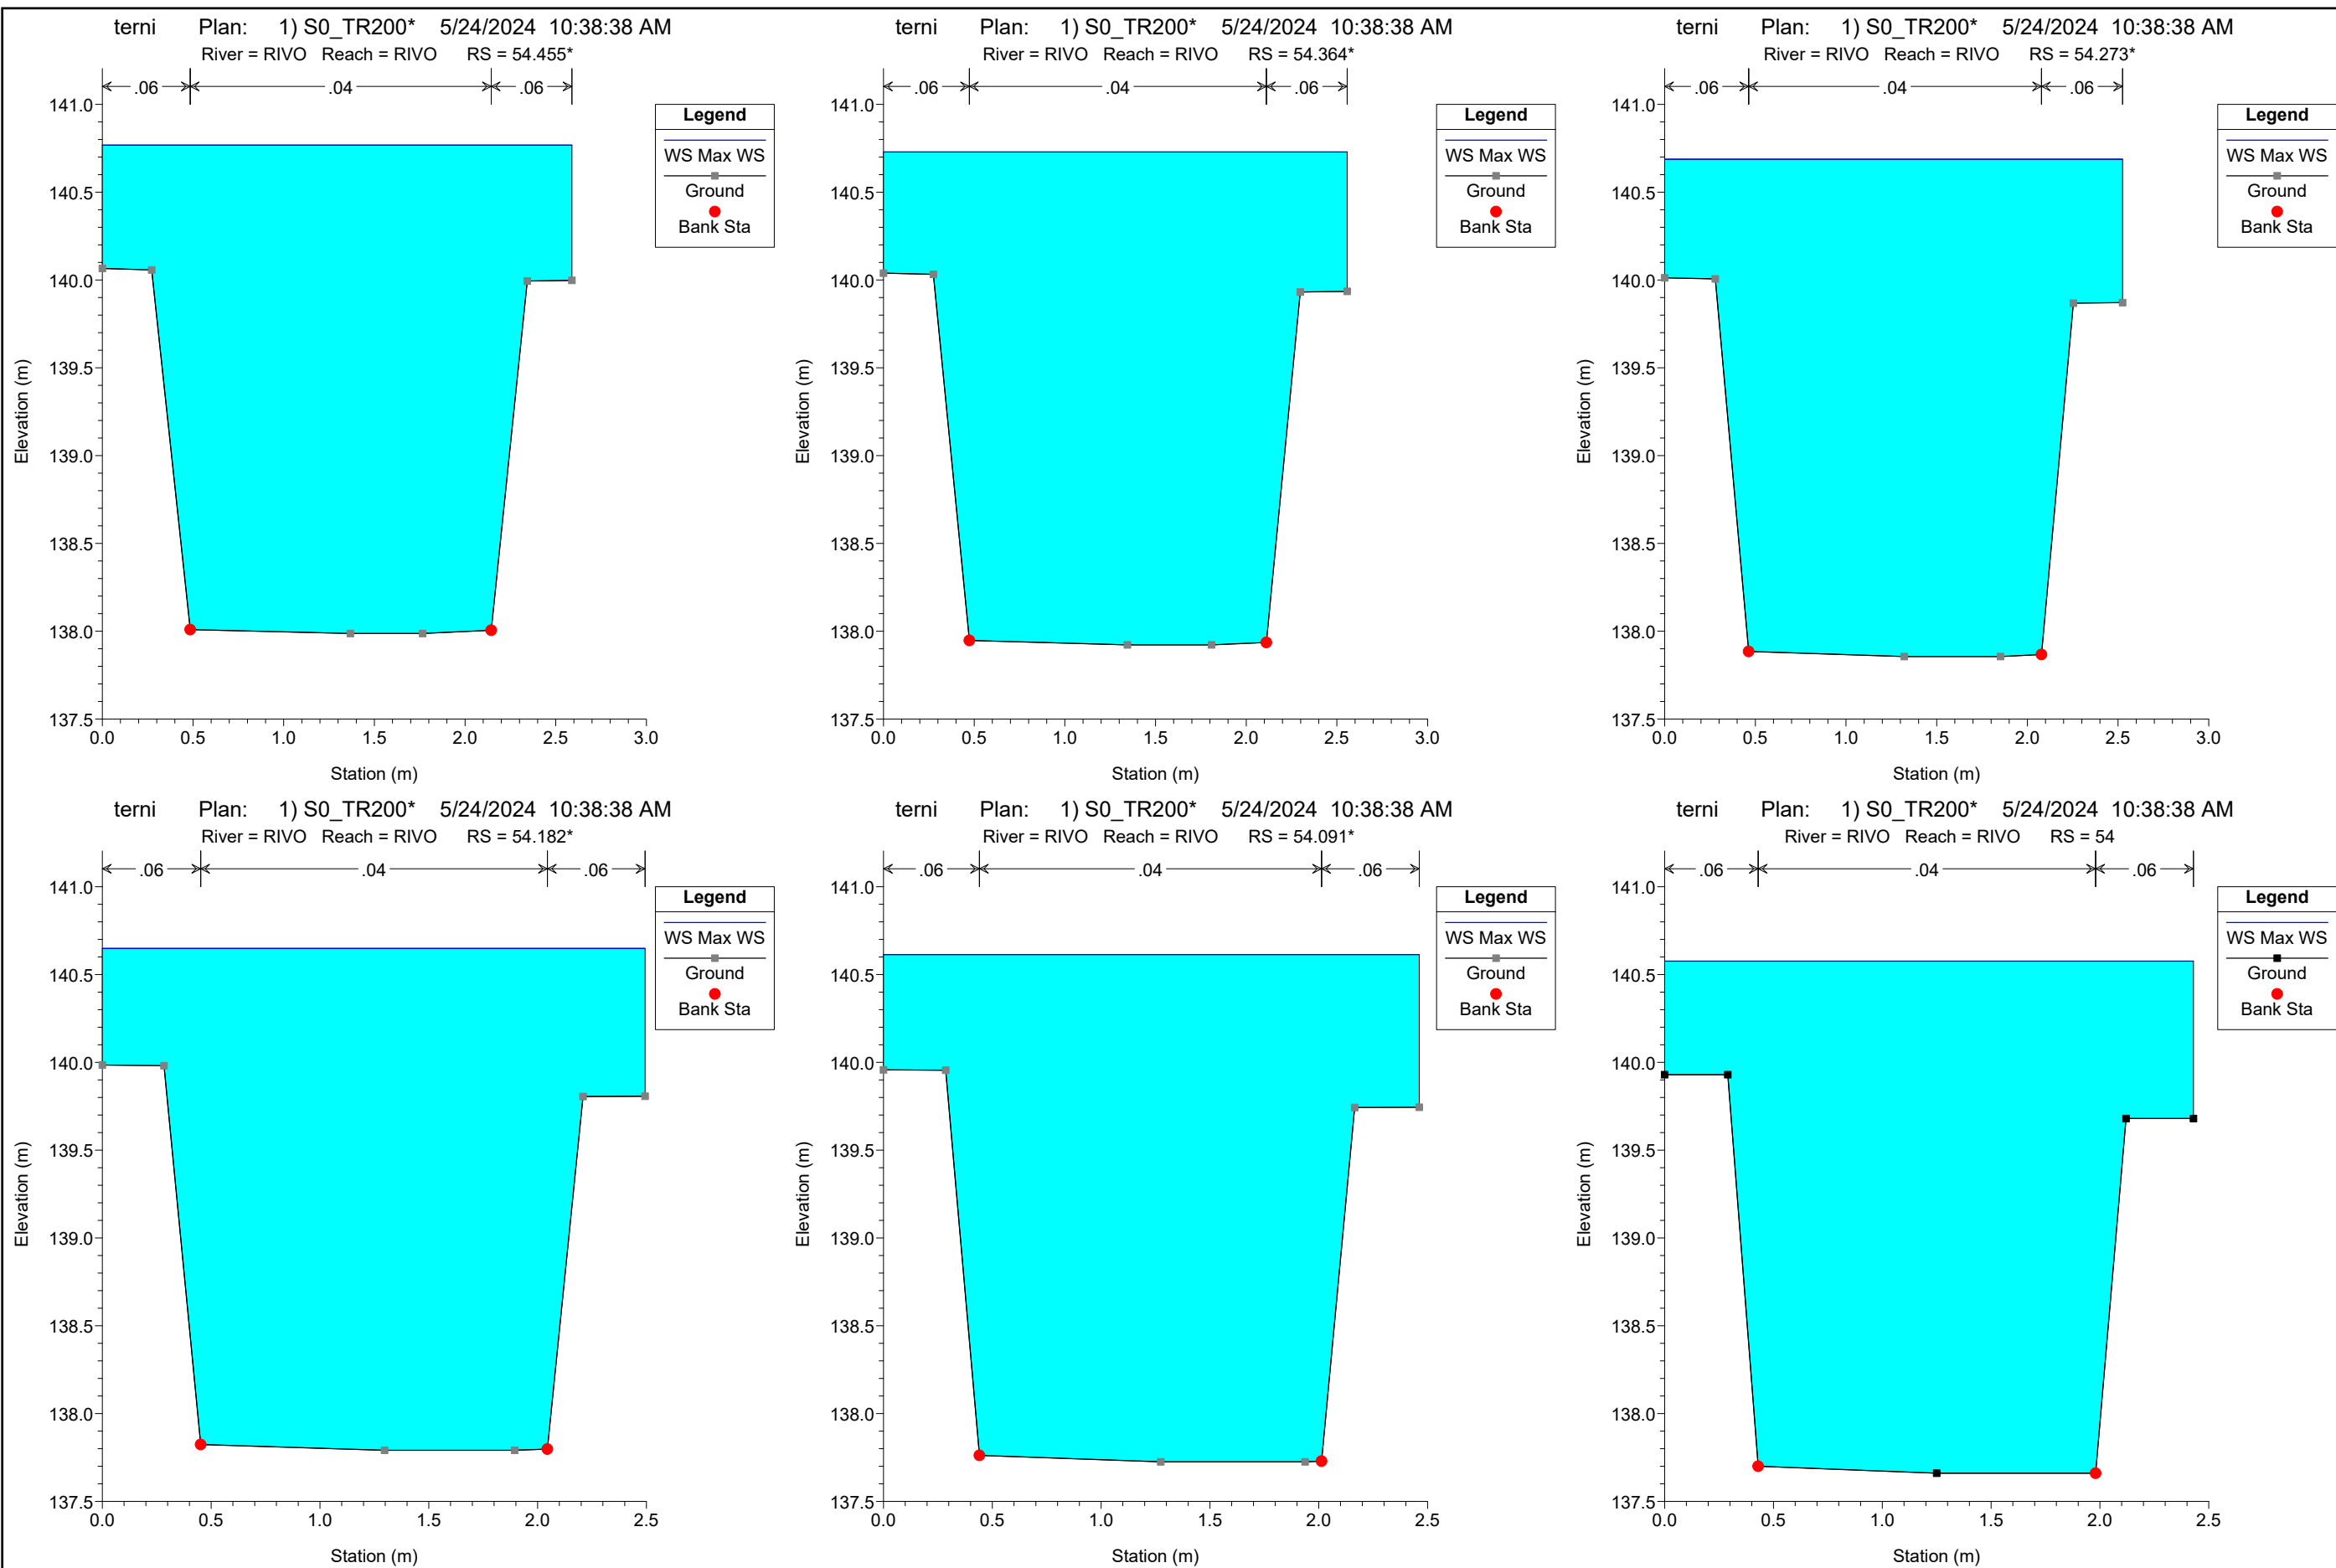 terni Plan: 1) S0_TR200* 5/24/2024 10:38:38 AM
River = RIVO Reach = RIVO RS = 54.455*
.06 .04 .06
141.0
140.5
140.0
139.5
139.0
138.5
138.0
137.5
Elevation (m)
0.0 0.5 1.0 1.5 2.0 2.5 3.0
Station (m)
Legend
WS Max WS
Ground
Bank Sta
terni Plan: 1) S0_TR200* 5/24/2024 10:38:38 AM
River = RIVO Reach = RIVO RS = 54.364*
.06 .04 .06
141.0
140.5
140.0
139.5
139.0
138.5
138.0
137.5
Elevation (m)
0.0 0.5 1.0 1.5 2.0 2.5 3.0
Station (m)
Legend
WS Max WS
Ground
Bank Sta
terni Plan: 1) S0_TR200* 5/24/2024 10:38:38 AM
River = RIVO Reach = RIVO RS = 54.273*
.06 .04 .06
141.0
140.5
140.0
139.5
139.0
138.5
138.0
137.5
Elevation (m)
0.0 0.5 1.0 1.5 2.0 2.5 3.0
Station (m)
Legend
WS Max WS
Ground
Bank Sta
terni Plan: 1) S0_TR200* 5/24/2024 10:38:38 AM
River = RIVO Reach = RIVO RS = 54.182*
.06 .04 .06
141.0
140.5
140.0
139.5
139.0
138.5
138.0
137.5
Elevation (m)
0.0 0.5 1.0 1.5 2.0 2.5
Station (m)
Legend
WS Max WS
Ground
Bank Sta
terni Plan: 1) S0_TR200* 5/24/2024 10:38:38 AM
River = RIVO Reach = RIVO RS = 54.091*
.06 .04 .06
141.0
140.5
140.0
139.5
139.0
138.5
138.0
137.5
Elevation (m)
0.0 0.5 1.0 1.5 2.0 2.5
Station (m)
Legend
WS Max WS
Ground
Bank Sta
terni Plan: 1) S0_TR200* 5/24/2024 10:38:38 AM
River = RIVO Reach = RIVO RS = 54
.06 .04 .06
141.0
140.5
140.0
139.5
139.0
138.5
138.0
137.5
Elevation (m)
0.0 0.5 1.0 1.5 2.0 2.5
Station (m)
Legend
WS Max WS
Ground
Bank Sta